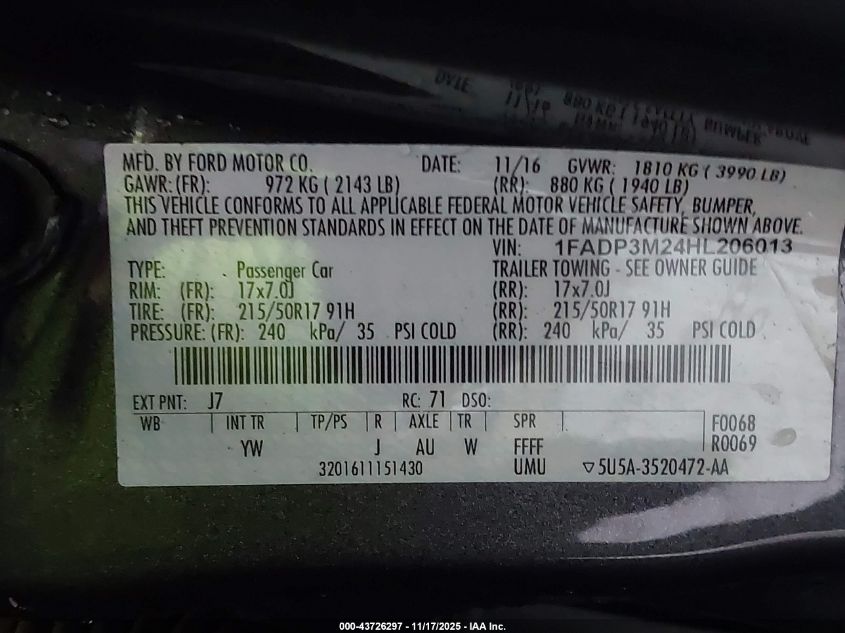 MFD. BY FORD MOTOR CO. DATE: 11/16 GVWR: 1810 KG ( 3990 LB)
GAWR: (FR): 972 KG ( 2143 LB) (RR): 880 KG ( 1940 LB)
THIS VEHICLE CONFORMS TO ALL APPLICABLE FEDERAL MOTOR VEHICLE SAFETY, BUMPER,
AND THEFT PREVENTION STANDARDS IN EFFECT ON THE DATE OF MANUFACTURE SHOWN ABOVE.
VIN: 1FADP3M24HL206013
TYPE: Passenger Car TRAILER TOWING - SEE OWNER GUIDE
RIM: (FR): 17x7.0J (RR): 17x7.0J
TIRE: (FR): 215/50R17 91H (RR): 215/50R17 91H
PRESSURE: (FR): 240 kPa/ 35 PSI COLD (RR): 240 kPa/ 35 PSI COLD
EXT PNT: J7 RC: 71 DSO:
WB INT TR TP/PS R AXLE TR SPR F0068
YW J AU W FFFF R0069
3201611151430 UMU ▽5U5A-3520472-AA
000-43726297 - 11/17/2025 - IAA Inc.